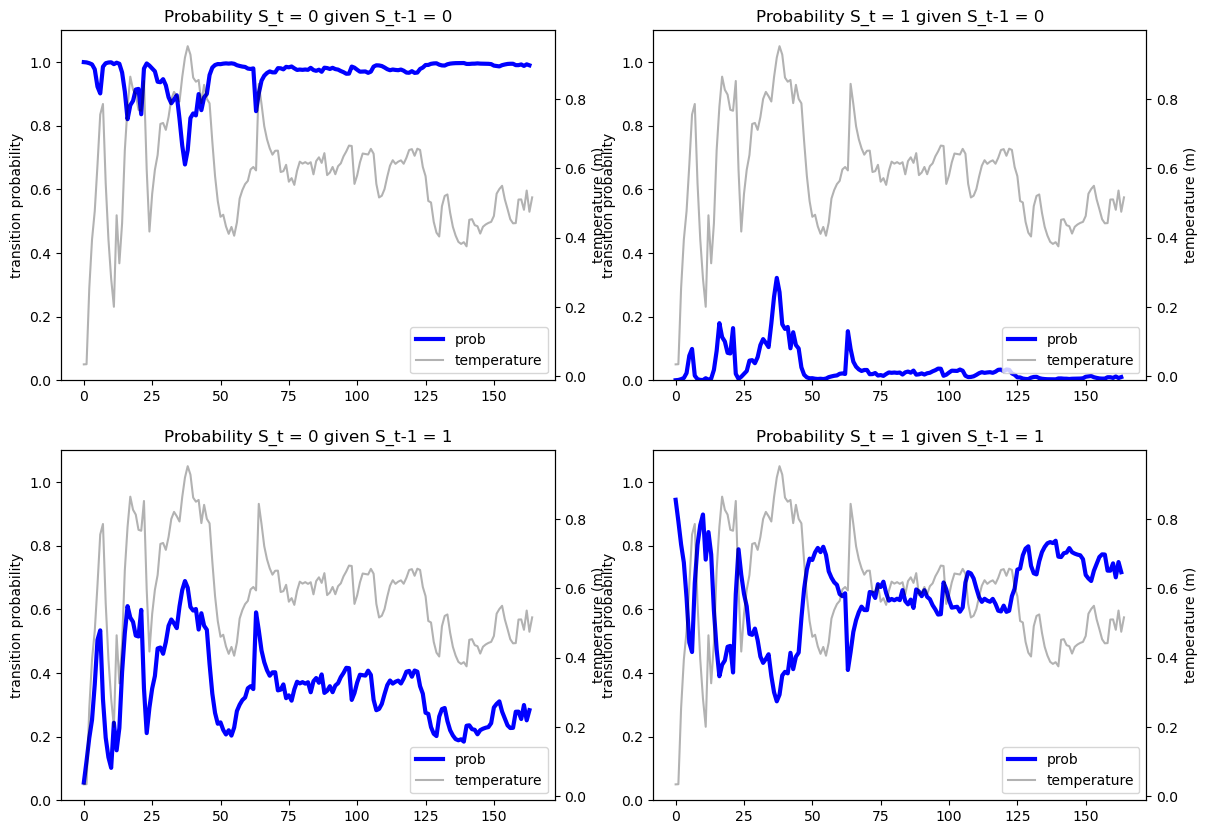 Probability S_t = 0 given S_t-1 = 0
transition probability
1.0
0.8
0.6
0.4
0.2
0.0
0 25 50 75 100 125 150
0.8
0.6
0.4
0.2
0.0
temperature (m)
prob
temperature
Probability S_t = 1 given S_t-1 = 0
transition probability
1.0
0.8
0.6
0.4
0.2
0.0
0 25 50 75 100 125 150
0.8
0.6
0.4
0.2
0.0
temperature (m)
prob
temperature
Probability S_t = 0 given S_t-1 = 1
transition probability
1.0
0.8
0.6
0.4
0.2
0.0
0 25 50 75 100 125 150
0.8
0.6
0.4
0.2
0.0
temperature (m)
prob
temperature
Probability S_t = 1 given S_t-1 = 1
transition probability
1.0
0.8
0.6
0.4
0.2
0.0
0 25 50 75 100 125 150
0.8
0.6
0.4
0.2
0.0
temperature (m)
prob
temperature